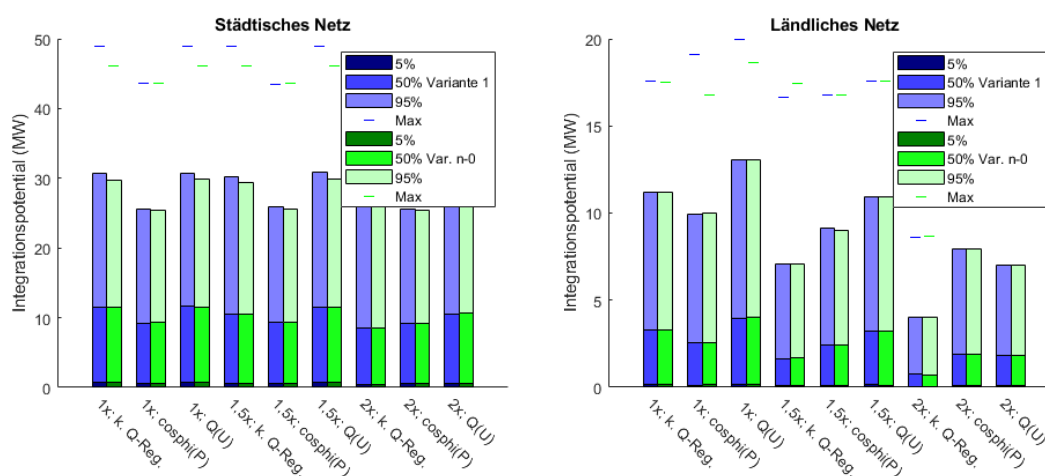 Städtisches Netz
Integrationspotential (MW)
50
40
30
20
10
0
5%
50% Variante 1
95%
Max
5%
50% Var. n-0
95%
Max
1x: k. Q-Reg.
1x: cosphi(P)
1x: Q(U)
1.5x: k. Q-Reg.
1.5x: cosphi(P)
1.5x: Q(U)
2x: k. Q-Reg.
2x: cosphi(P)
2x: Q(U)
Ländliches Netz
Integrationspotential (MW)
20
15
10
5
0
5%
50% Variante 1
95%
Max
5%
50% Var. n-0
95%
Max
1x: k. Q-Reg.
1x: cosphi(P)
1x: Q(U)
1.5x: k. Q-Reg.
1.5x: cosphi(P)
1.5x: Q(U)
2x: k. Q-Reg.
2x: cosphi(P)
2x: Q(U)